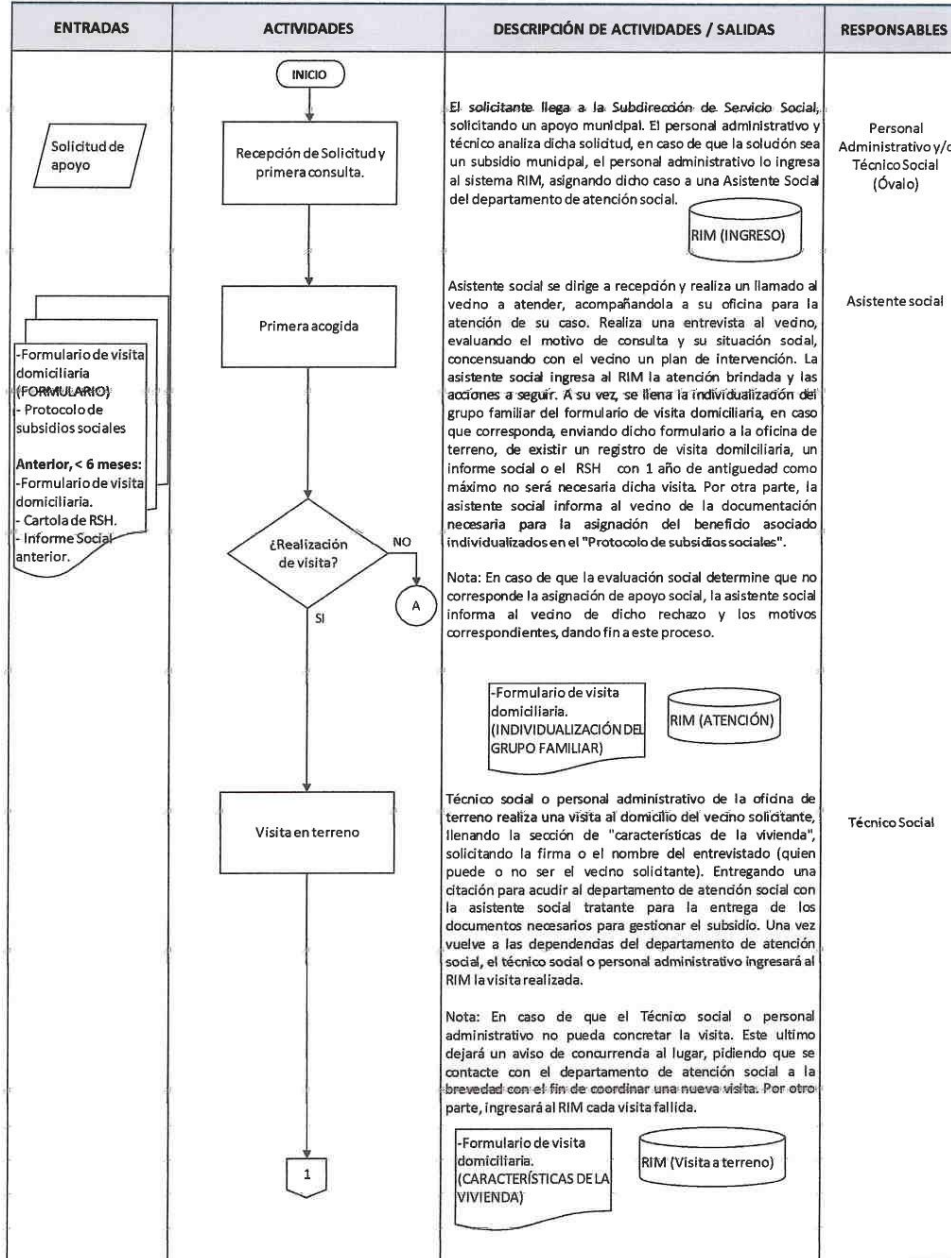 ENTRADAS
ACTIVIDADES
DESCRIPCIÓN DE ACTIVIDADES / SALIDAS
RESPONSABLES
INICIO
Solicitud de
apoyo
Recepción de Solicitud y
primera consulta.
El solicitante llega a la Subdirección de Servicio Social,
solicitando un apoyo municipal. El personal administrativo y
técnico analiza dicha solicitud, en caso de que la solución sea
un subsidio municipal, el personal administrativo lo ingresa
al sistema RIM, asignando dicho caso a una Asistente Social
del departamento de atención social.
RIM (INGRESO)
Personal
Administrativo y/o
Técnico Social
(Óvalo)
-Formulario de visita
domiciliaria
(FORMULARIO)
- Protocolo de
subsidios sociales
Anterior, < 6 meses:
-Formulario de visita
domiciliaria.
- Cartola de RSH.
- Informe Social
anterior.
Primera acogida
¿Realización
de visita?
NO
A
SI
Asistente social se dirige a recepción y realiza un llamado al
vecino a atender, acompañandola a su oficina para la
atención de su caso. Realiza una entrevista al vecino,
evaluando el motivo de consulta y su situación social,
concensuando con el vecino un plan de intervención. La
asistente social ingresa al RIM la atención brindada y las
acciones a seguir. A su vez, se llena la individualización del
grupo familiar del formulario de visita domiciliaria, en caso
que corresponda, enviando dicho formulario a la oficina de
terreno, de existir un registro de visita domilciliaria, un
informe social o el RSH con 1 año de antiguedad como
máximo no será necesaria dicha visita. Por otra parte, la
asistente social informa al vecino de la documentación
necesaria para la asignación del beneficio asociado
individualizados en el "Protocolo de subsidios sociales".
Nota: En caso de que la evaluación social determine que no
corresponde la asignación de apoyo social, la asistente social
informa al vecino de dicho rechazo y los motivos
correspondientes, dando fin a este proceso.
-Formulario de visita
domiciliaria.
(INDIVIDUALIZACIÓN DEL
GRUPO FAMILIAR)
RIM (ATENCIÓN)
Asistente social
Visita en terreno
1
Técnico social o personal administrativo de la oficina de
terreno realiza una visita al domicilio del vecino solicitante,
llenando la sección de "características de la vivienda",
solicitando la firma o el nombre del entrevistado (quien
puede o no ser el vecino solicitante). Entregando una
citación para acudir al departamento de atención social con
la asistente social tratante para la entrega de los
documentos necesarios para gestionar el subsidio. Una vez
vuelve a las dependencias del departamento de atención
social, el técnico social o personal administrativo ingresará al
RIM la visita realizada.
Nota: En caso de que el Técnico social o personal
administrativo no pueda concretar la visita. Este ultimo
dejará un aviso de concurrencia al lugar, pidiendo que se
contacte con el departamento de atención social a la
brevedad con el fin de coordinar una nueva visita. Por otro
parte, ingresará al RIM cada visita fallida.
-Formulario de visita
domiciliaria.
(CARACTERÍSTICAS DE LA
VIVIENDA)
RIM (Visita a terreno)
Técnico Social